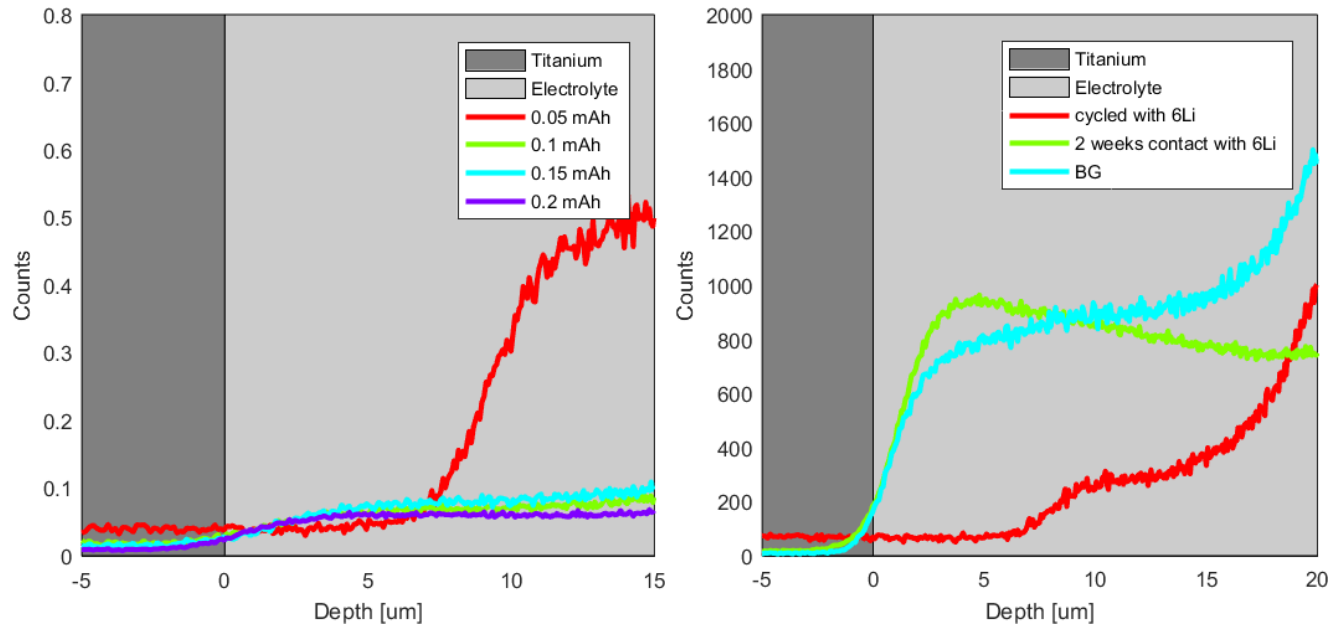 0.8
0.7
0.6
0.5
0.4
0.3
0.2
0.1
0
Counts
-5
0
5
10
15
Depth [um]
Titanium
Electrolyte
0.05 mAh
0.1 mAh
0.15 mAh
0.2 mAh
2000
1800
1600
1400
1200
1000
800
600
400
200
0
Counts
-5
0
5
10
15
20
Depth [um]
Titanium
Electrolyte
cycled with 6Li
2 weeks contact with 6Li
BG